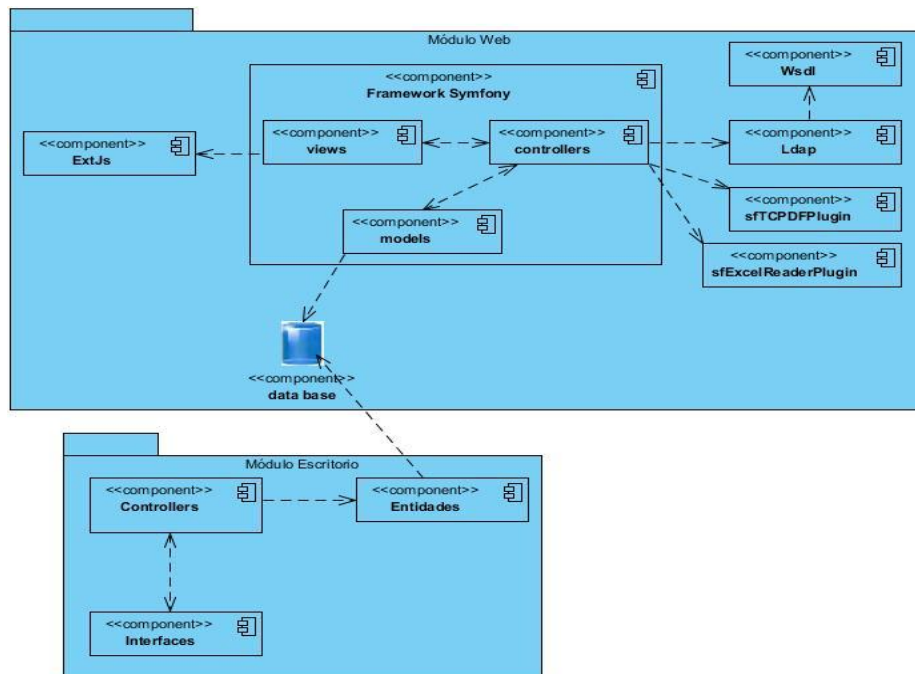 Módulo Web
<<component>>
Framework Symfony
<<component>>
Wsdl
<<component>>
ExtJs
<<component>>
views
<<component>>
controllers
<<component>>
Ldap
<<component>>
sfTCPDFPlugin
<<component>>
models
<<component>>
sfExcelReaderPlugin
<<component>>
data base
Módulo Escritorio
<<component>>
Controllers
<<component>>
Entidades
<<component>>
Interfaces